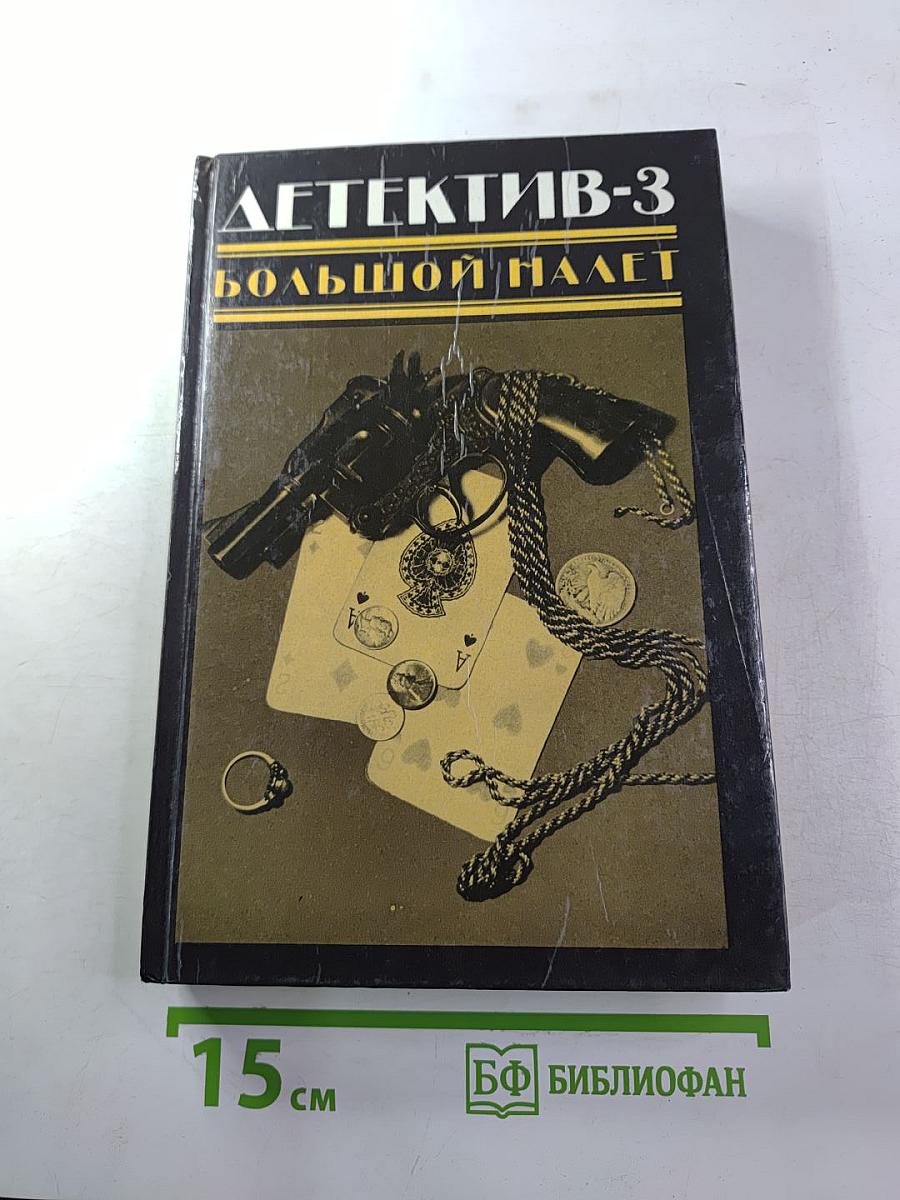 ДЕТЕКТИВ-3
БОЛЬШОЙ НАЛЕТ
A
A
15 см
БФ БИБЛИОФАН